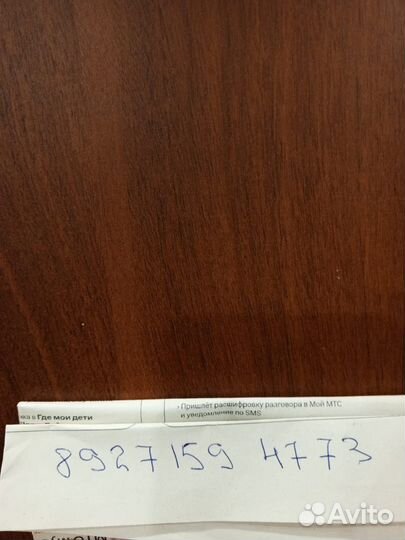 · Пришлёт расшифровку разговора в Мой МТС
и уведомление по SMS
ка в Где мои дети
8927159 4773
Avito